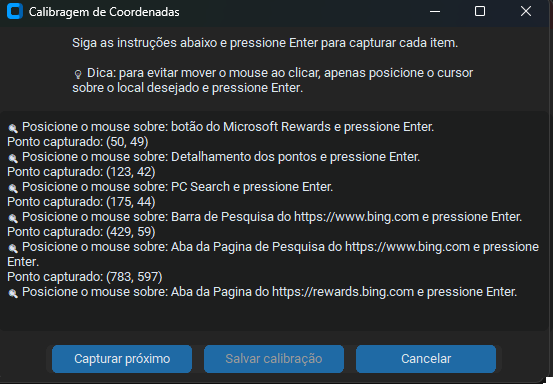 Calibragem de Coordenadas
Siga as instruções abaixo e pressione Enter para capturar cada item.
💡 Dica: para evitar mover o mouse ao clicar, apenas posicione o cursor
sobre o local desejado e pressione Enter.
🔍 Posicione o mouse sobre: botão do Microsoft Rewards e pressione Enter.
Ponto capturado: (50, 49)
🔍 Posicione o mouse sobre: Detalhamento dos pontos e pressione Enter.
Ponto capturado: (123, 42)
🔍 Posicione o mouse sobre: PC Search e pressione Enter.
Ponto capturado: (175, 44)
🔍 Posicione o mouse sobre: Barra de Pesquisa do https://www.bing.com e pressione Enter.
Ponto capturado: (429, 59)
🔍 Posicione o mouse sobre: Aba da Pagina de Pesquisa do https://www.bing.com e pressione
Enter.
Ponto capturado: (783, 597)
🔍 Posicione o mouse sobre: Aba da Pagina do https://rewards.bing.com e pressione Enter.
Capturar próximo
Salvar calibração
Cancelar